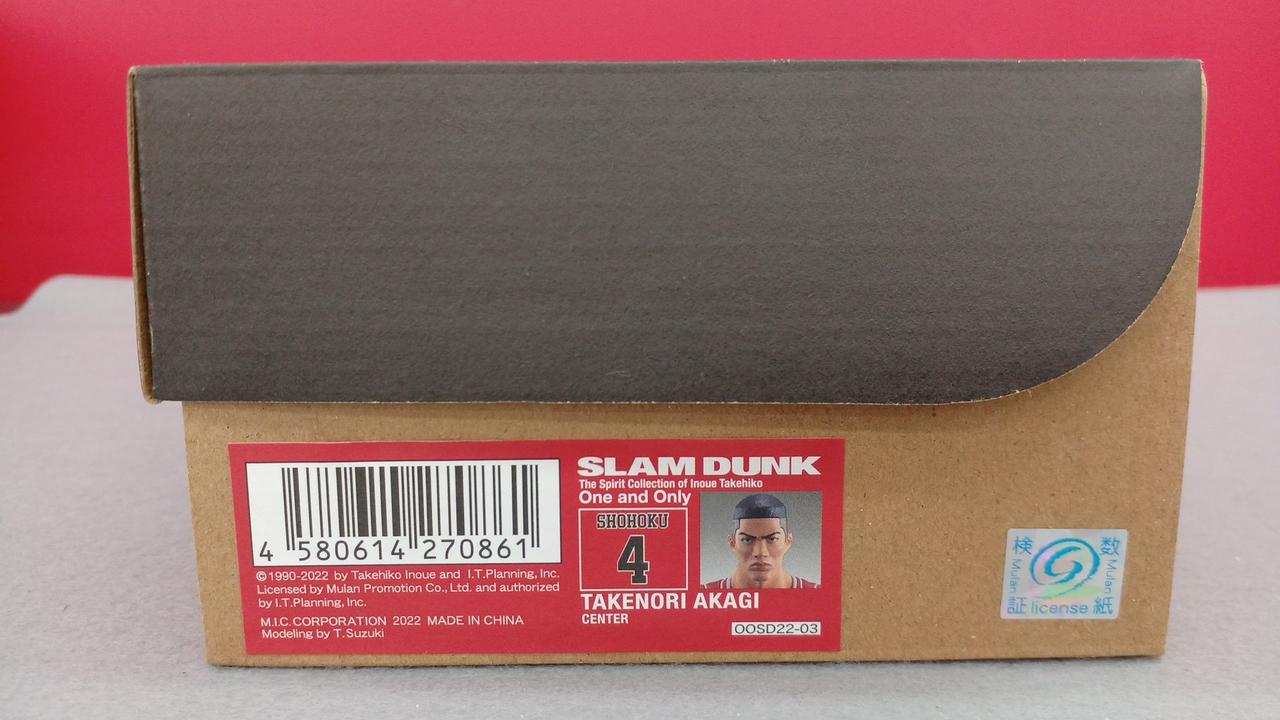 4 580614 270861
©1990-2022 by Takehiko Inoue and I.T.Planning, Inc.
Licensed by Mulan Promotion Co., Ltd. and authorized
by I.T.Planning, Inc.
M.I.C. CORPORATION 2022 MADE IN CHINA
Modeling by T.Suzuki
SLAM DUNK
The Spirit Collection of Inoue Takehiko
One and Only
SHOHOKU
4
TAKENORI AKAGI
CENTER
OOSD22-03
検 数
Mulan
Mulan
証 license 紙